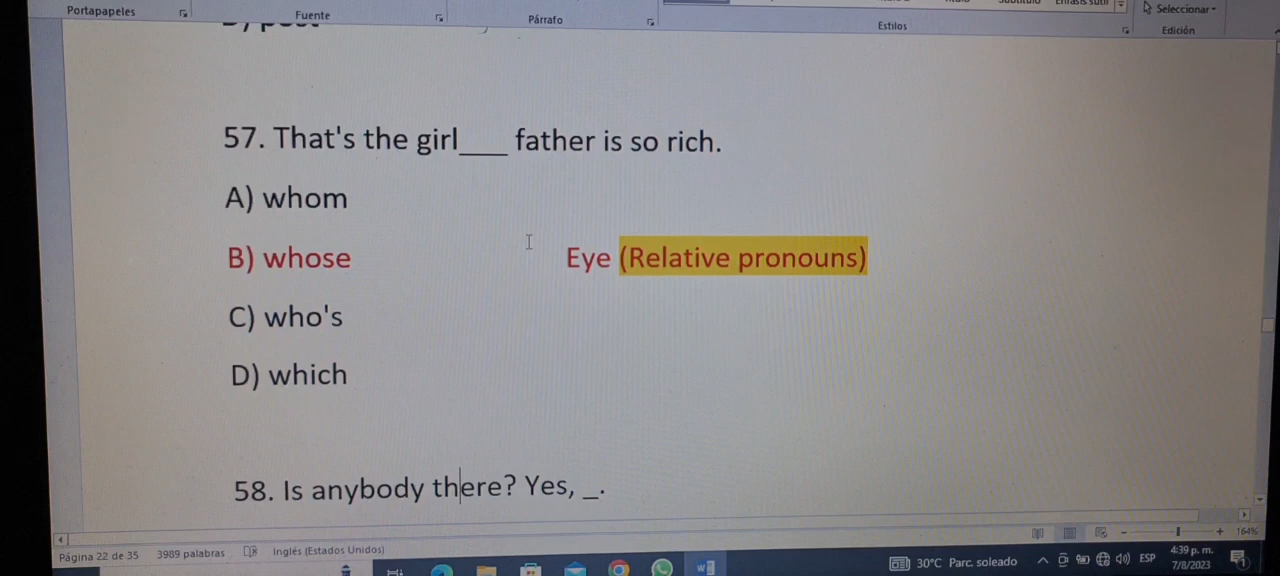 Portapapeles Fuente Párrafo Estilos Seleccionar Edición
57. That's the girl___ father is so rich.
A) whom
B) whose Eye (Relative pronouns)
C) who's
D) which
58. Is anybody there? Yes, _.
Página 22 de 35 3989 palabras Inglés (Estados Unidos) 164%
30°C Parc. soleado ESP 4:39 p. m.
7/8/2023